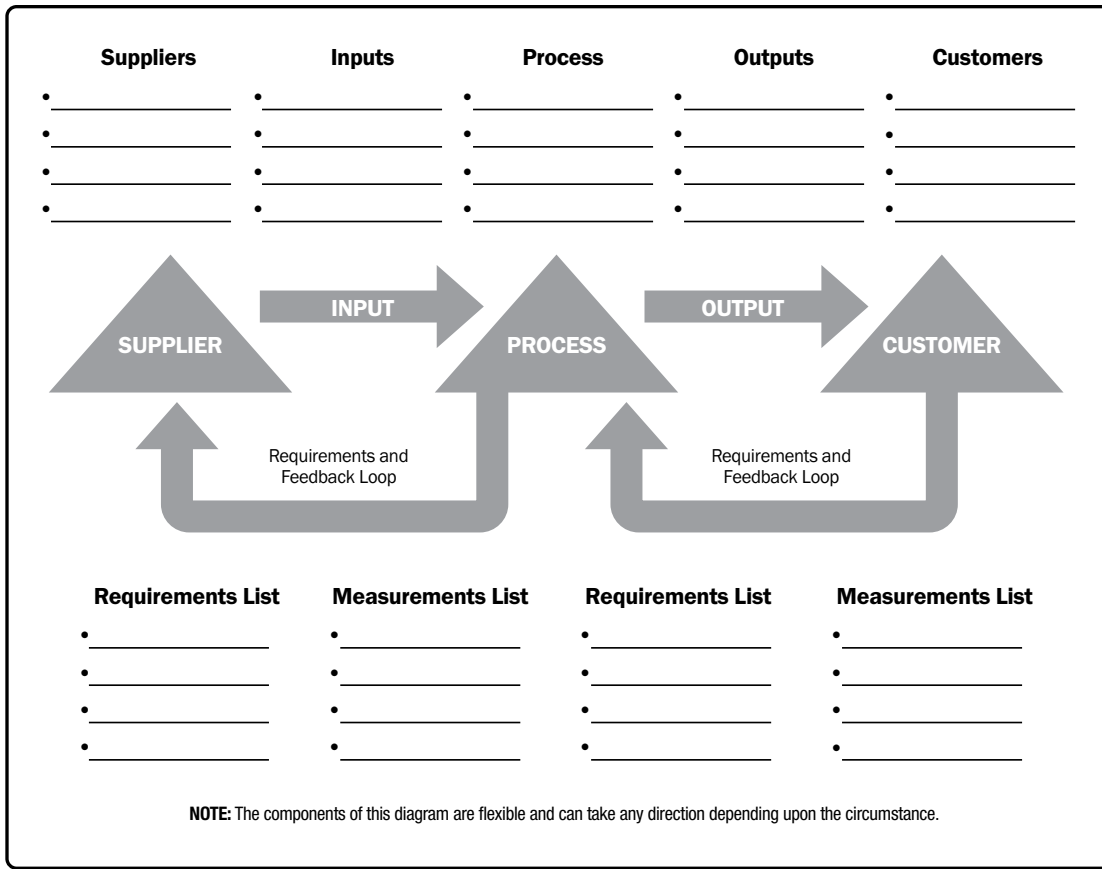 Suppliers Inputs Process Outputs Customers
INPUT OUTPUT
SUPPLIER PROCESS CUSTOMER
Requirements and
Feedback Loop
Requirements and
Feedback Loop
Requirements List Measurements List Requirements List Measurements List
NOTE: The components of this diagram are flexible and can take any direction depending upon the circumstance.